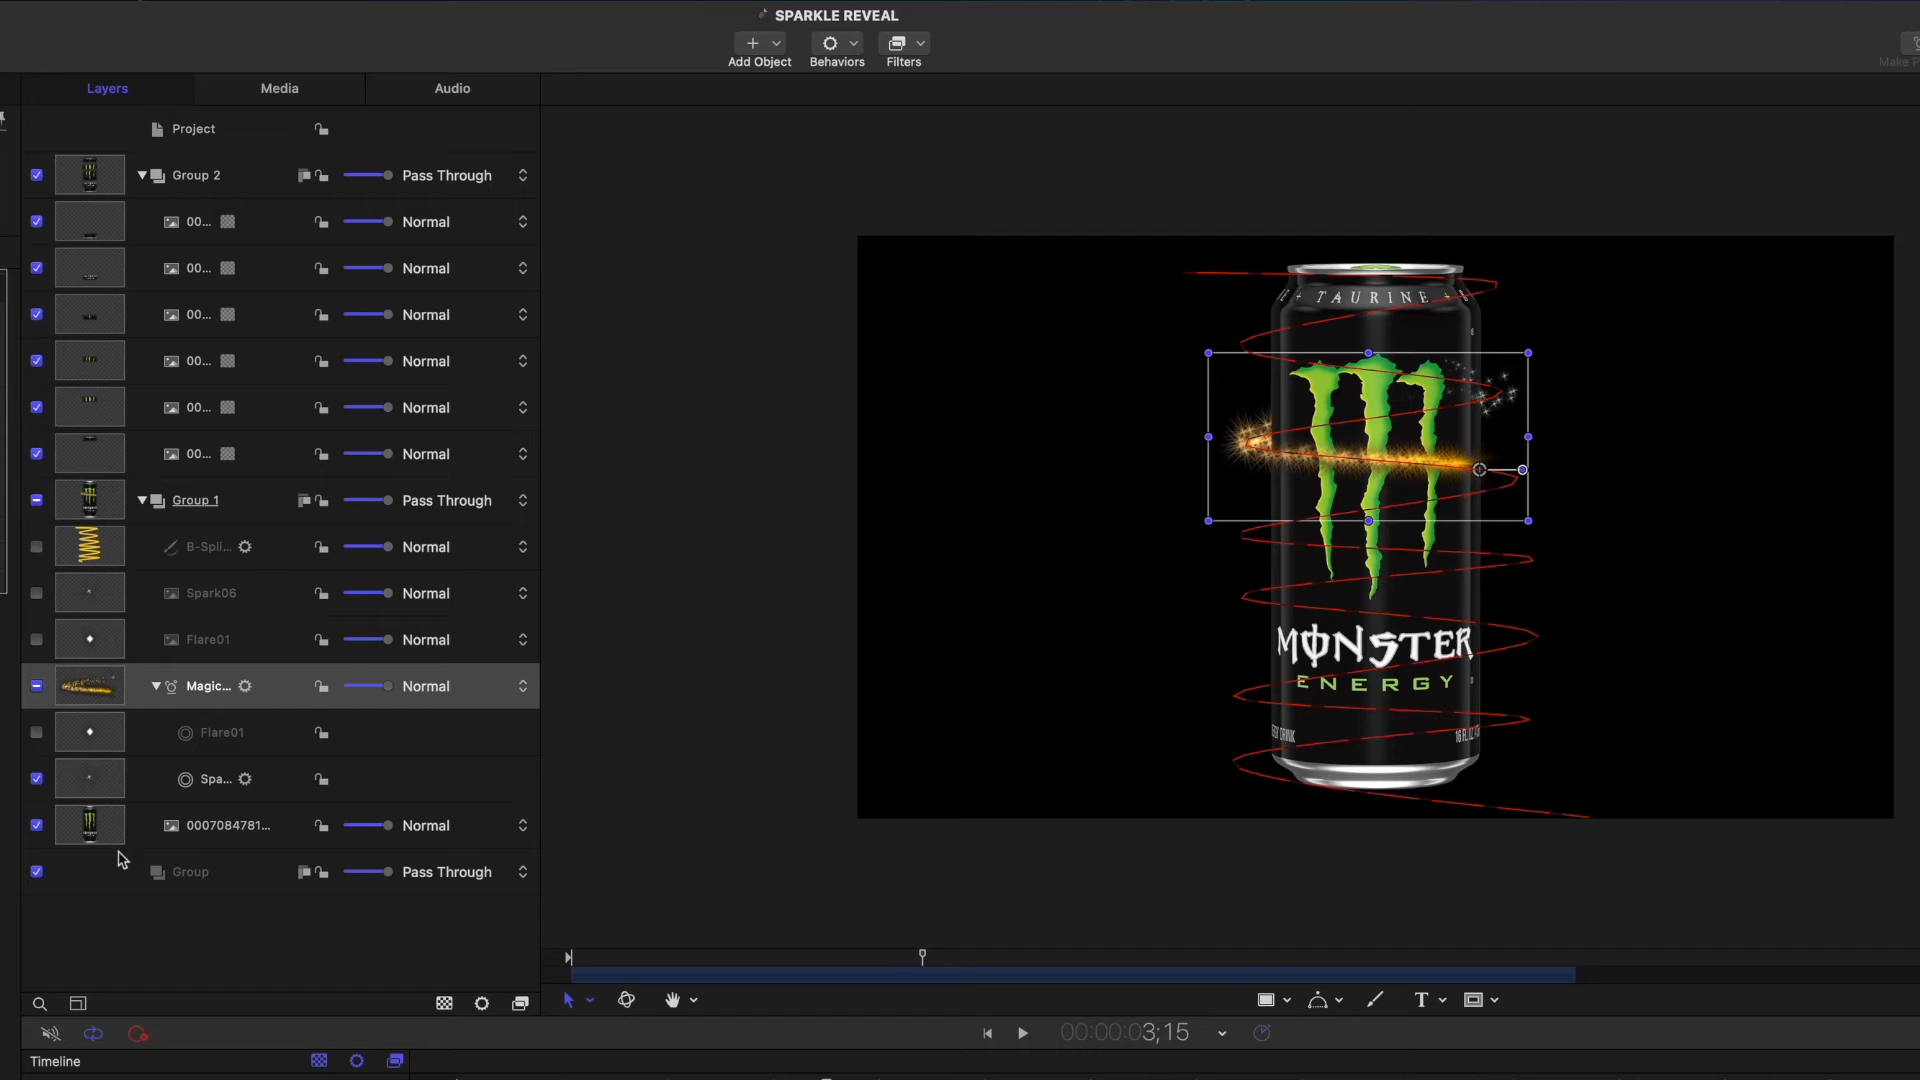 SPARKLE REVEAL
Add Object
Behaviors
Filters
Make P
Layers
Media
Audio
Project
Group 2
Pass Through
00...
Normal
00...
Normal
00...
Normal
00...
Normal
00...
Normal
00...
Normal
Group 1
Pass Through
B-Spli...
Normal
Spark06
Normal
Flare01
Normal
Magic...
Normal
Flare01
Spa...
0007084781...
Normal
Group
Pass Through
TAURINE
MONSTER
ENERGY
00:00:03;15
Timeline